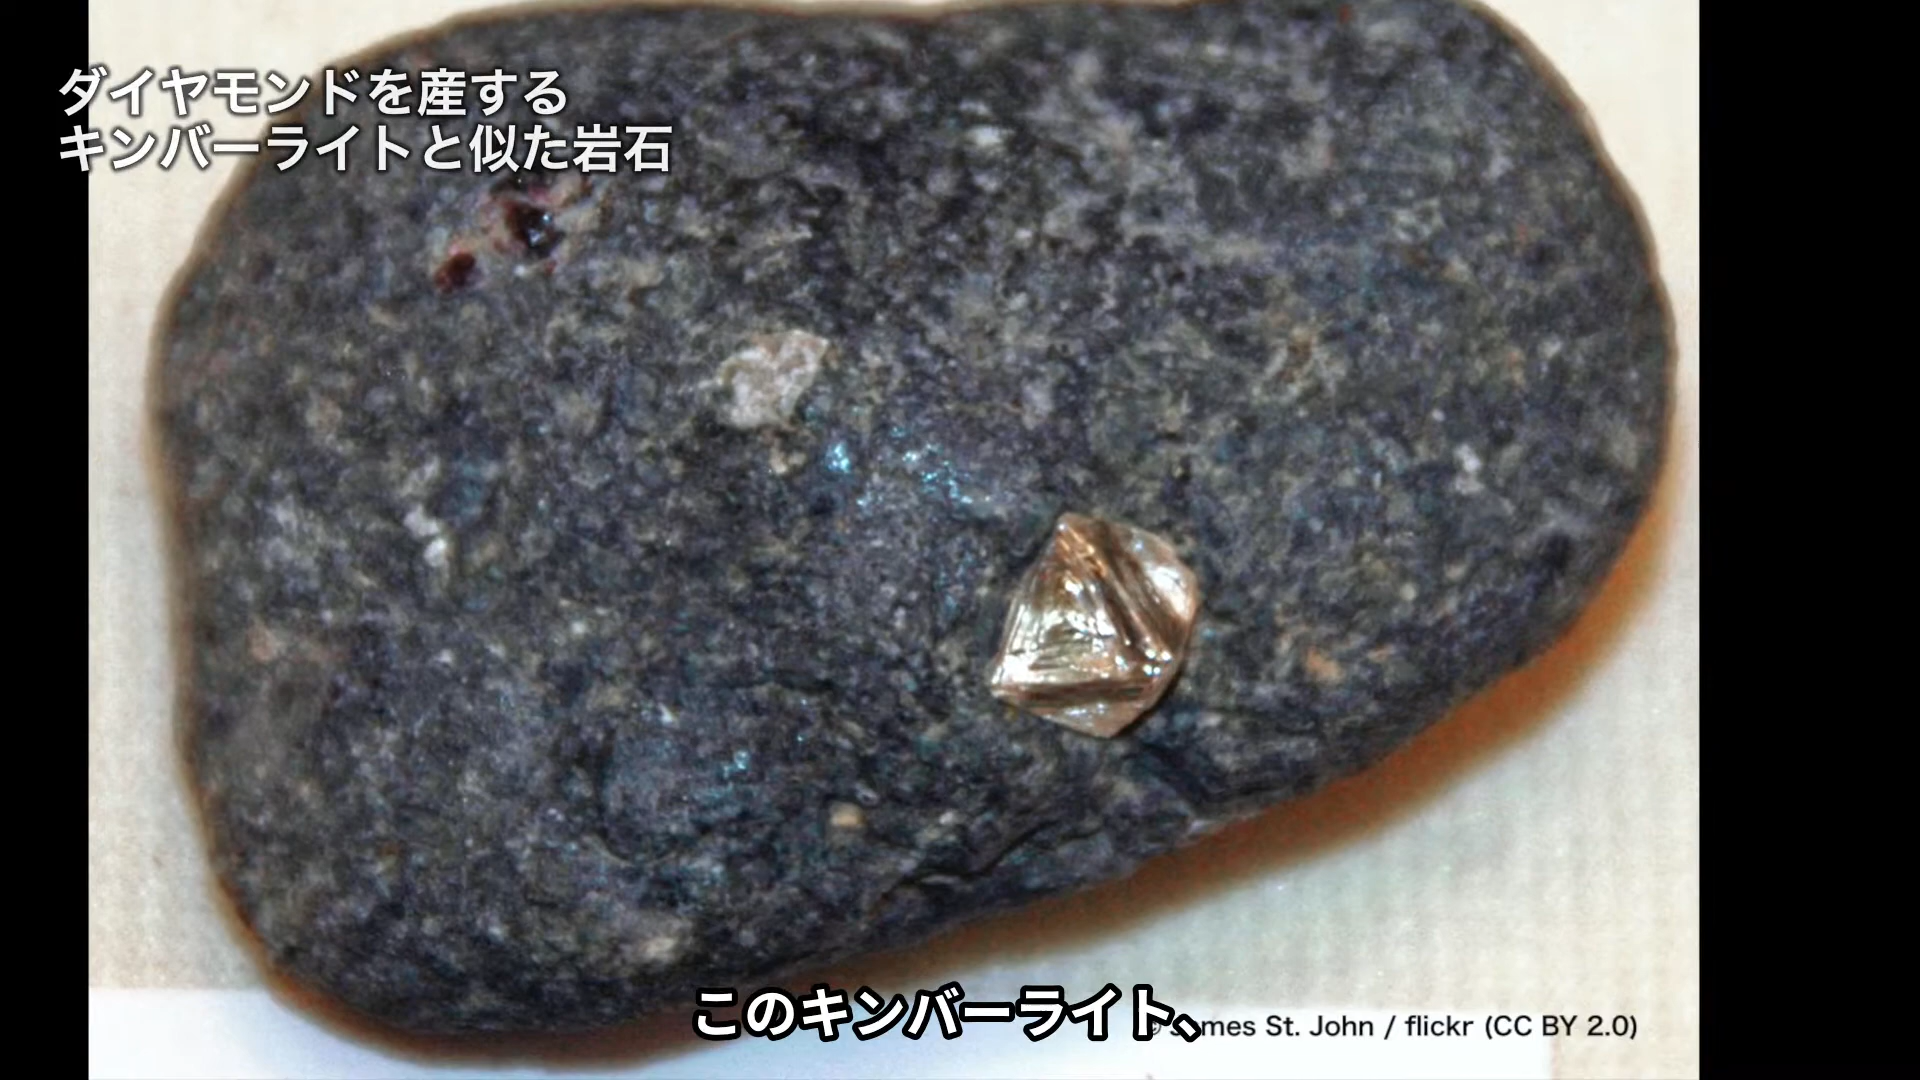 ダイヤモンドを産する
キンバーライトと似た岩石
このキンバーライト、
mes St. John / flickr (CC BY 2.0)